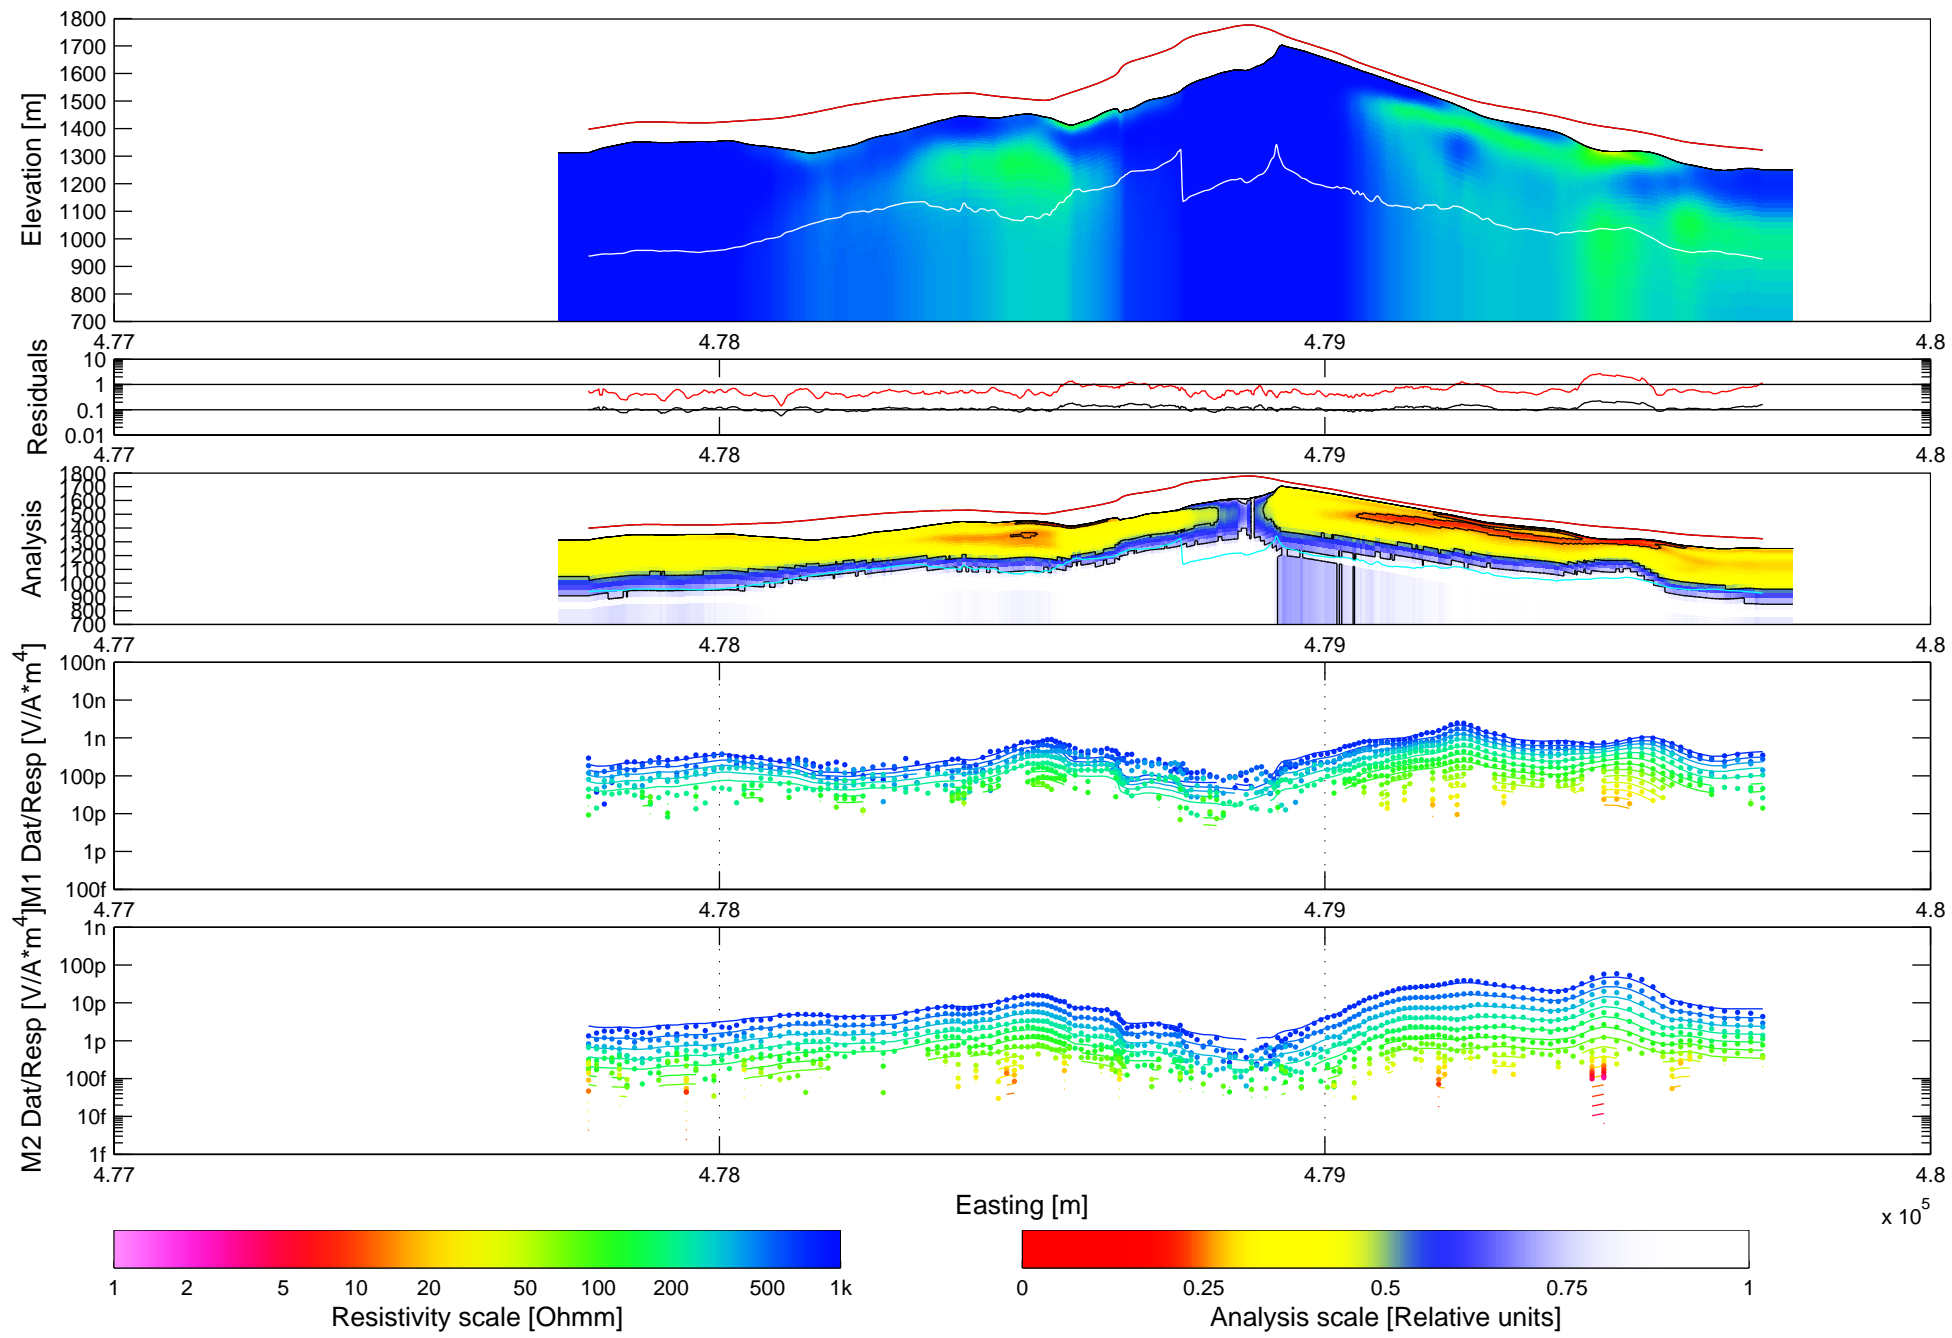 1800
1700
1600
1500
1400
1300
1200
1100
1000
900
800
700
Elevation [m]
4.77 4.78 4.79 4.8
10
1
0.1
0.01
Residuals
4.77 4.78 4.79 4.8
1800
1700
1600
1500
1400
1300
1200
1100
1000
900
800
700
Analysis
4.77 4.78 4.79 4.8
100n
10n
1n
100p
10p
1p
100f
M1 Dat/Resp [V/A*m^4]
4.77 4.78 4.79 4.8
1n
100p
10p
1p
100f
10f
1f
M2 Dat/Resp [V/A*m^4]
4.77 4.78 4.79 4.8
Easting [m]
x 10^5
1 2 5 10 20 50 100 200 500 1k
Resistivity scale [Ohmm]
0 0.25 0.5 0.75 1
Analysis scale [Relative units]